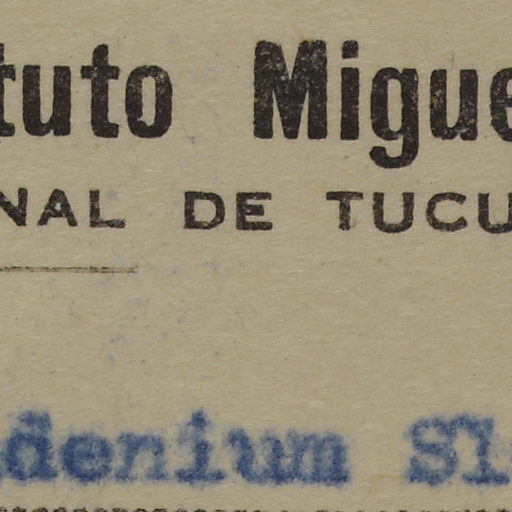 tuto Migue
NAL DE TUCU
denium Sl